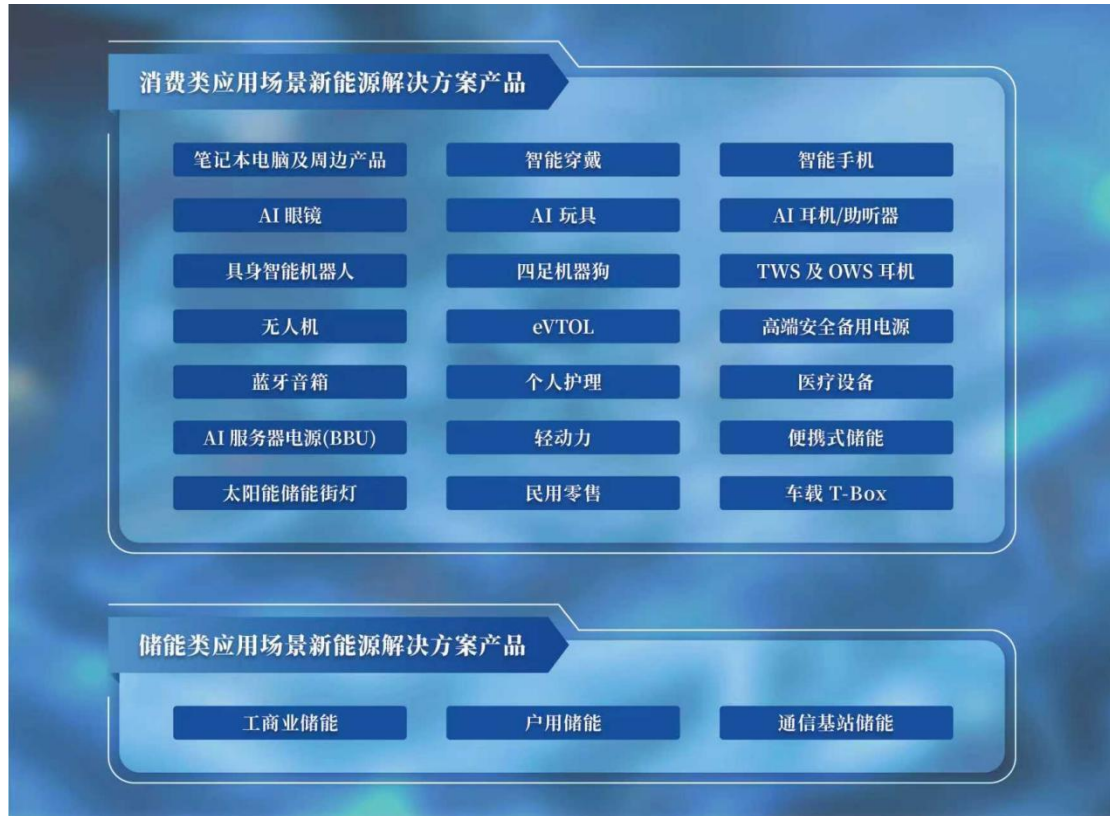 消费类应用场景新能源解决方案产品
笔记本电脑及周边产品
智能穿戴
智能手机
AI 眼镜
AI 玩具
AI 耳机/助听器
具身智能机器人
四足机器狗
TWS 及 OWS 耳机
无人机
eVTOL
高端安全备用电源
蓝牙音箱
个人护理
医疗设备
AI 服务器电源(BBU)
轻动力
便携式储能
太阳能储能街灯
民用零售
车载 T-Box
储能类应用场景新能源解决方案产品
工商业储能
户用储能
通信基站储能